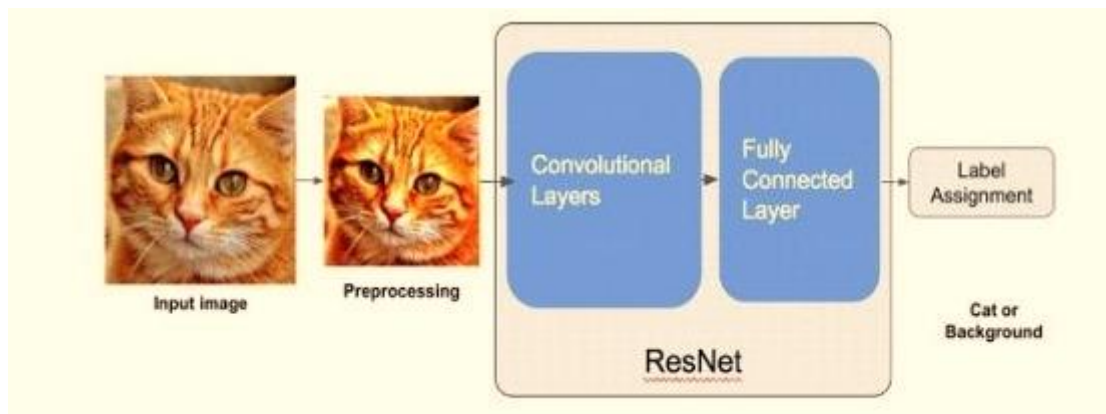 Input image
Preprocessing
Convolutional
Layers
Fully
Connected
Layer
ResNet
Label
Assignment
Cat or
Background